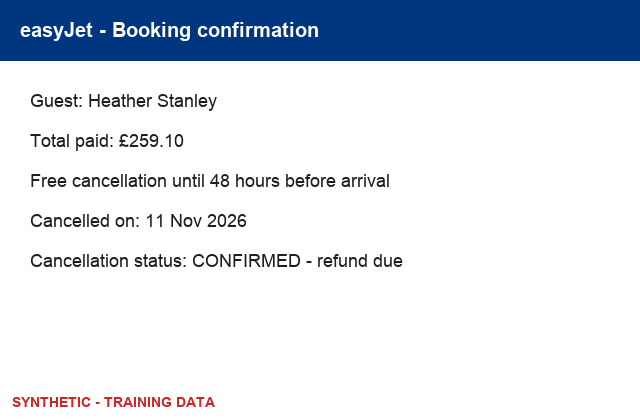 easyJet - Booking confirmation
Guest: Heather Stanley
Total paid: £259.10
Free cancellation until 48 hours before arrival
Cancelled on: 11 Nov 2026
Cancellation status: CONFIRMED - refund due
SYNTHETIC - TRAINING DATA